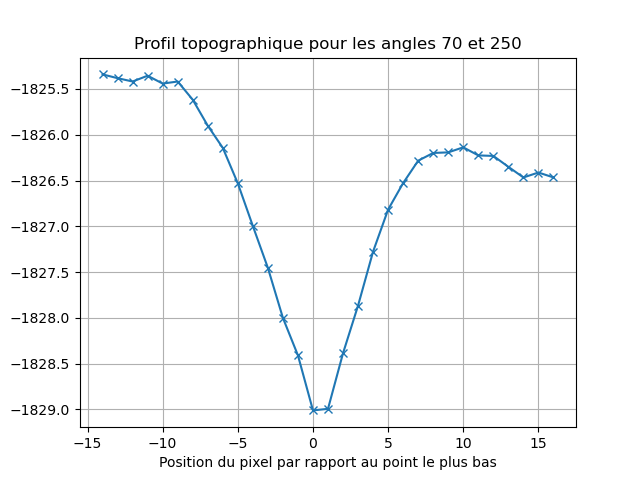 Profil topographique pour les angles 70 et 250
−1825.5
−1826.0
−1826.5
−1827.0
−1827.5
−1828.0
−1828.5
−1829.0
−15 −10 −5 0 5 10 15
Position du pixel par rapport au point le plus bas